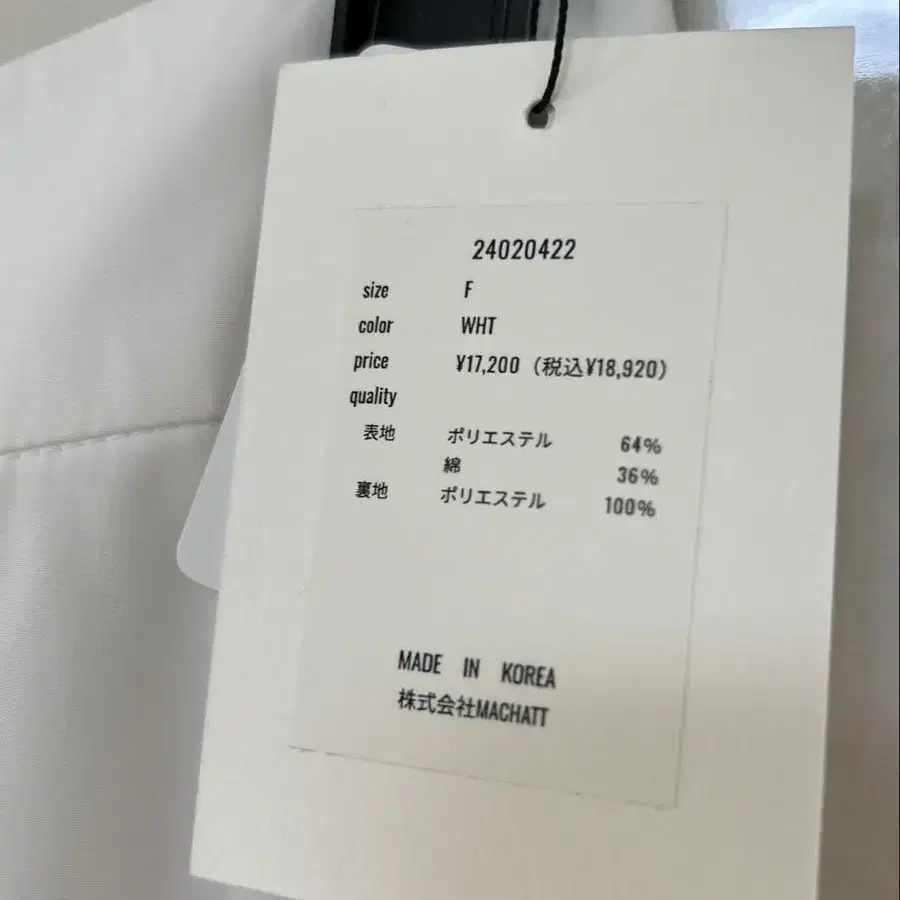 24020422
size F
color WHT
price ¥17,200（税込¥18,920）
quality
表地 ポリエステル 64%
綿 36%
裏地 ポリエステル 100%
MADE IN KOREA
株式会社MACHATT